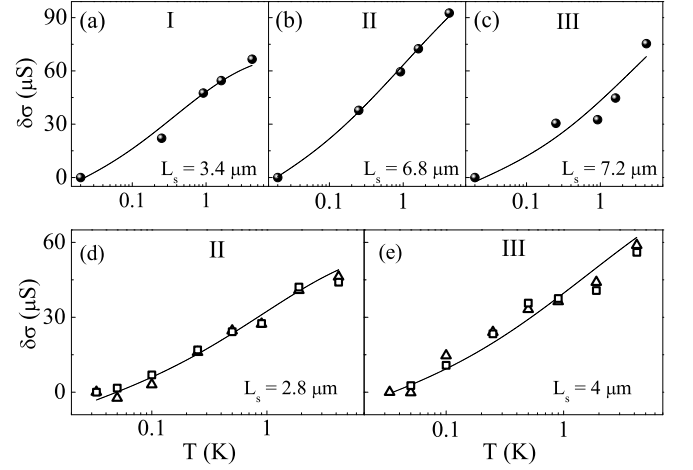 (a) I
(b) II
(c) III
δσ (μS)
90
60
30
0
L_s = 3.4 μm
L_s = 6.8 μm
L_s = 7.2 μm
0.1 1
0.1 1
0.1 1
(d) II
(e) III
δσ (μS)
60
30
0
L_s = 2.8 μm
L_s = 4 μm
0.1 1
0.1 1
T (K)
T (K)